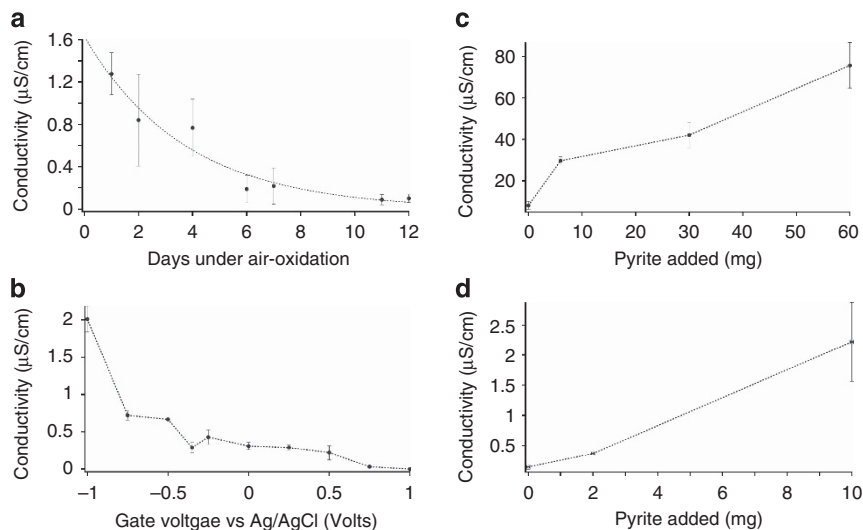 a
Conductivity (μS/cm)
1.6
1.2
0.8
0.4
0
0 2 4 6 8 10 12
Days under air-oxidation
b
Conductivity (μS/cm)
2
1.5
1
0.5
0
−1 −0.5 0 0.5 1
Gate voltgae vs Ag/AgCl (Volts)
c
Conductivity (μS/cm)
80
60
40
20
0 10 20 30 40 50 60
Pyrite added (mg)
d
Conductivity (μS/cm)
2.5
2
1.5
1
0.5
0 2 4 6 8 10
Pyrite added (mg)